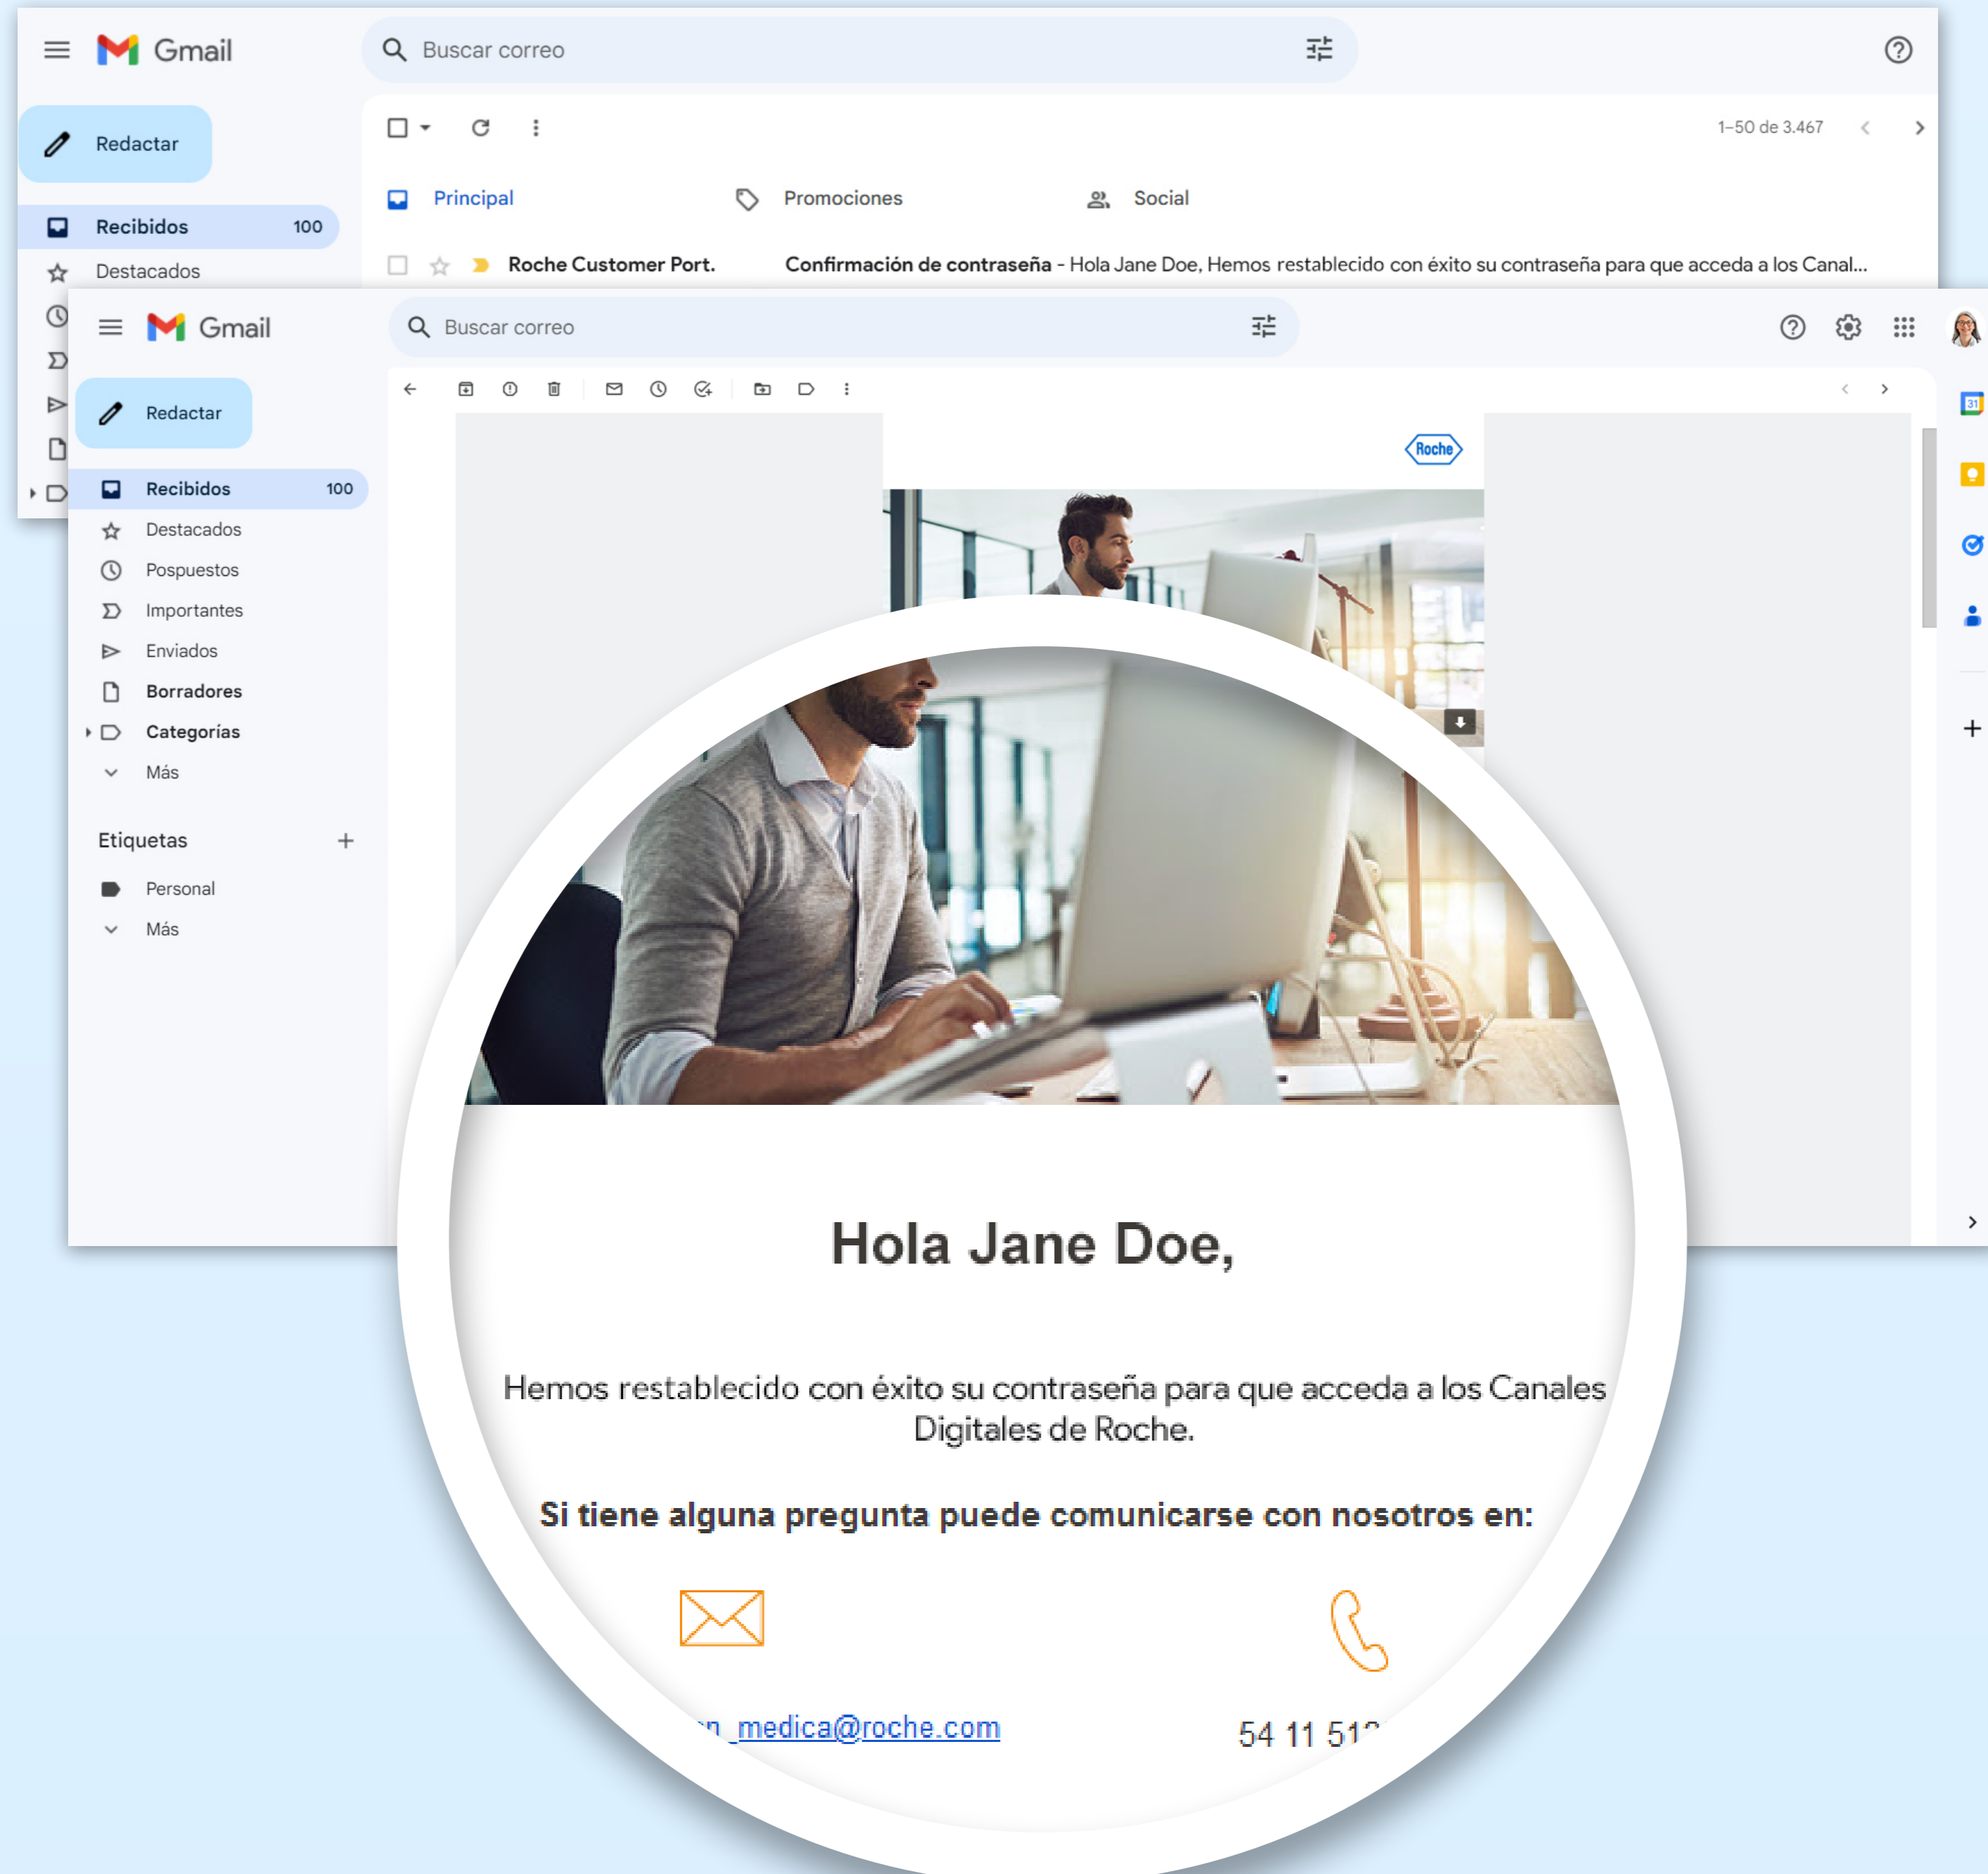 Gmail
Buscar correo
Redactar
1–50 de 3.467
Principal
Promociones
Social
Recibidos 100
Destacados
Roche Customer Port.
Confirmación de contraseña - Hola Jane Doe, Hemos restablecido con éxito su contraseña para que acceda a los Canal...
Gmail
Buscar correo
Redactar
Roche
31
Recibidos 100
Destacados
Pospuestos
Importantes
Enviados
Borradores
Categorías
Más
Etiquetas
Personal
Más
Hola Jane Doe,
Hemos restablecido con éxito su contraseña para que acceda a los Canales
Digitales de Roche.
Si tiene alguna pregunta puede comunicarse con nosotros en:
_medica@roche.com
54 11 51